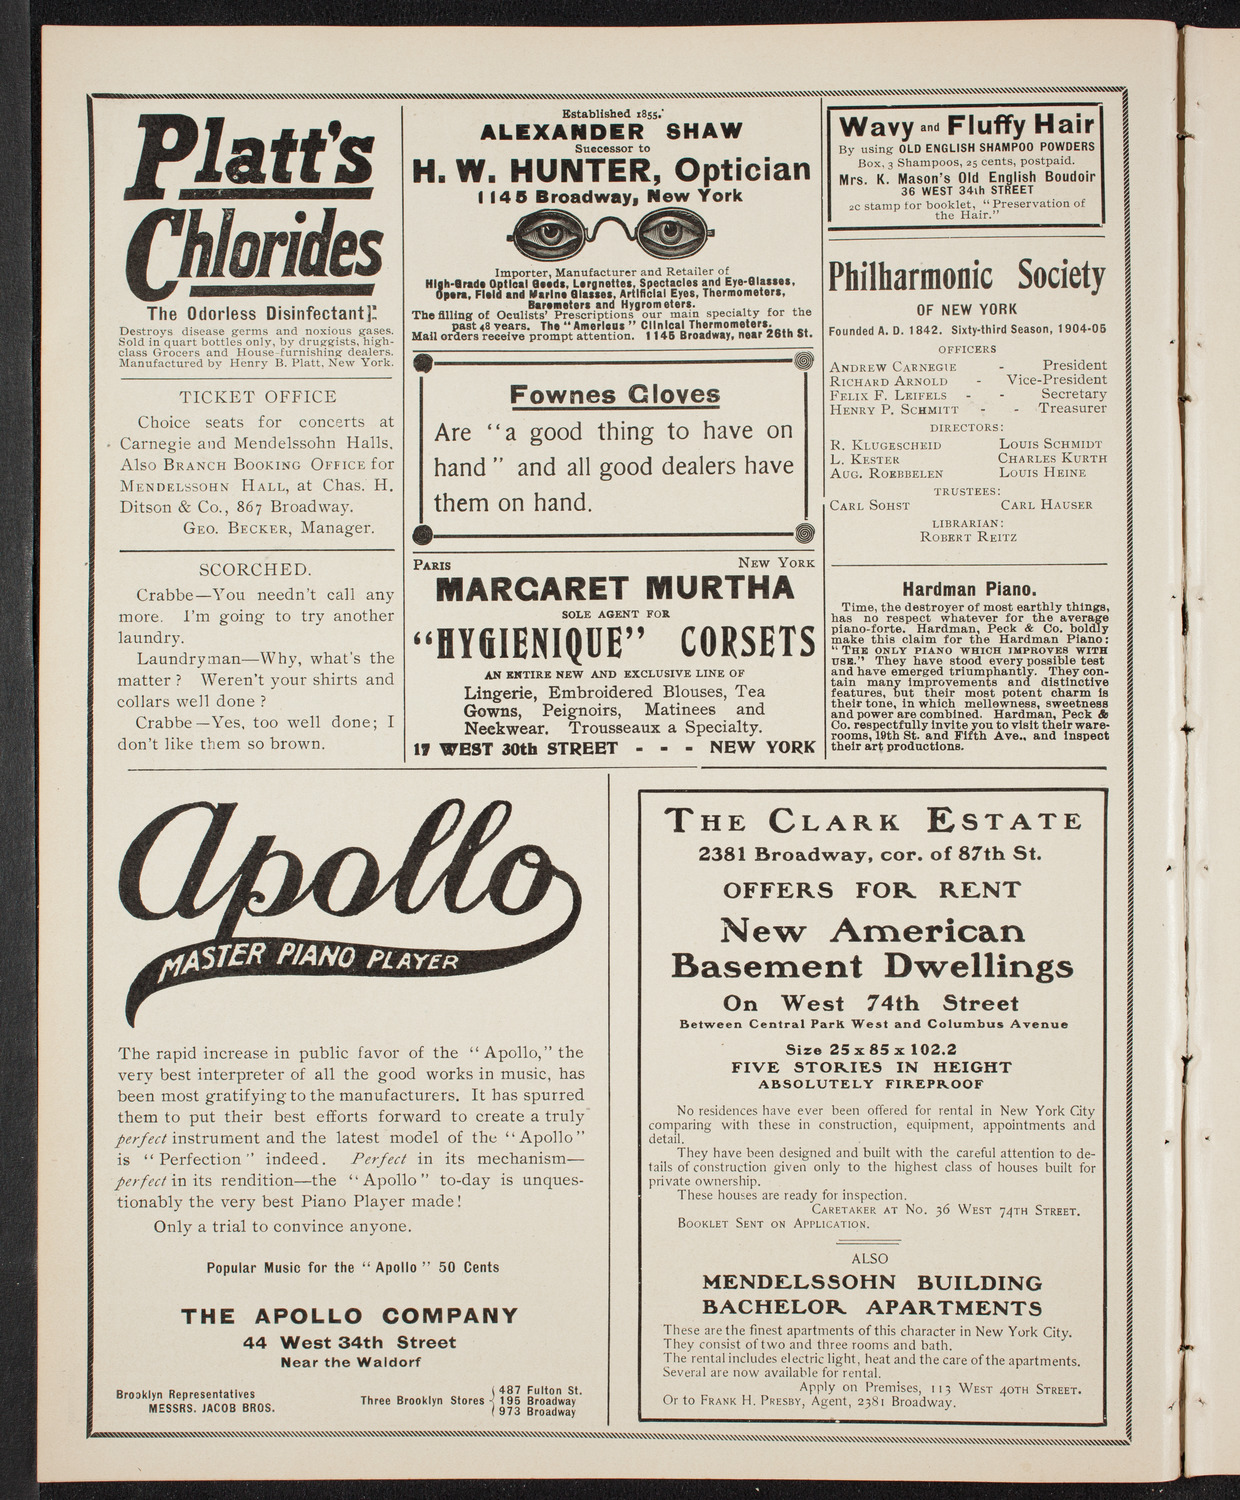 Platt's
Chlorides
The Odorless Disinfectant
Destroys disease germs and noxious gases.
Sold in quart bottles only, by druggists, high-
class Grocers and House-furnishing dealers.
Manufactured by Henry B. Platt, New York.
TICKET OFFICE
Choice seats for concerts at
Carnegie and Mendelssohn Halls.
Also BRANCH BOOKING OFFICE for
MENDELSSOHN HALL, at Chas. H.
Ditson & Co., 867 Broadway.
GEO. BECKER, Manager.
SCORCHED.
Crabbe—You needn't call any
more. I'm going to try another
laundry.
Laundryman—Why, what's the
matter? Weren't your shirts and
collars well done?
Crabbe—Yes, too well done; I
don't like them so brown.
Established 1855.
ALEXANDER SHAW
Successor to
H. W. HUNTER, Optician
1145 Broadway, New York
Importer, Manufacturer and Retailer of
High-Grade Optical Goods, Lorgnettes, Spectacles and Eye-Glasses,
Opera, Field and Marine Glasses, Artificial Eyes, Thermometers,
Barometers and Hygrometers.
The filling of Oculists' Prescriptions our main specialty for the
past 48 years. The "Americus" Clinical Thermometers.
Mail orders receive prompt attention. 1145 Broadway, near 26th St.
Fownes Gloves
Are "a good thing to have on
hand" and all good dealers have
them on hand.
PARIS NEW YORK
MARGARET MURTHA
SOLE AGENT FOR
"HYGIENIQUE" CORSETS
AN ENTIRE NEW AND EXCLUSIVE LINE OF
Lingerie, Embroidered Blouses, Tea
Gowns, Peignoirs, Matinees and
Neckwear. Trousseaux a Specialty.
17 WEST 30th STREET - - - NEW YORK
Wavy and Fluffy Hair
By using OLD ENGLISH SHAMPOO POWDERS
Box, 3 Shampoos, 25 cents, postpaid.
Mrs. K. Mason's Old English Boudoir
36 WEST 34th STREET
2c stamp for booklet, "Preservation of
the Hair."
Philharmonic Society
OF NEW YORK
Founded A. D. 1842. Sixty-third Season, 1904-05
OFFICERS
ANDREW CARNEGIE - President
RICHARD ARNOLD - Vice-President
FELIX F. LEIFELS - - Secretary
HENRY P. SCHMITT - - Treasurer
DIRECTORS:
R. KLUGESCHEID LOUIS SCHMIDT
L. KESTER CHARLES KURTH
AUG. ROEBBELEN LOUIS HEINE
TRUSTEES:
CARL SOHST CARL HAUSER
LIBRARIAN:
ROBERT REITZ
Hardman Piano.
Time, the destroyer of most earthly things,
has no respect whatever for the average
piano-forte. Hardman, Peck & Co. boldly
make this claim for the Hardman Piano:
"THE ONLY PIANO WHICH IMPROVES WITH
USE." They have stood every possible test
and have emerged triumphantly. They con-
tain many improvements and distinctive
features, but their most potent charm is
their tone, in which mellowness, sweetness
and power are combined. Hardman, Peck &
Co. respectfully invite you to visit their ware-
rooms, 19th St. and Fifth Ave., and inspect
their art productions.
Apollo
MASTER PIANO PLAYER
The rapid increase in public favor of the "Apollo," the
very best interpreter of all the good works in music, has
been most gratifying to the manufacturers. It has spurred
them to put their best efforts forward to create a truly
perfect instrument and the latest model of the "Apollo"
is "Perfection" indeed. Perfect in its mechanism—
perfect in its rendition—the "Apollo" to-day is unques-
tionably the very best Piano Player made!
Only a trial to convince anyone.
Popular Music for the "Apollo" 50 Cents
THE APOLLO COMPANY
44 West 34th Street
Near the Waldorf
Brooklyn Representatives
MESSRS. JACOB BROS.
Three Brooklyn Stores
487 Fulton St.
195 Broadway
973 Broadway
THE CLARK ESTATE
2381 Broadway, cor. of 87th St.
OFFERS FOR RENT
New American
Basement Dwellings
On West 74th Street
Between Central Park West and Columbus Avenue
Size 25 x 85 x 102.2
FIVE STORIES IN HEIGHT
ABSOLUTELY FIREPROOF
No residences have ever been offered for rental in New York City
comparing with these in construction, equipment, appointments and
detail.
They have been designed and built with the careful attention to de-
tails of construction given only to the highest class of houses built for
private ownership.
These houses are ready for inspection.
CARETAKER AT NO. 36 WEST 74TH STREET.
BOOKLET SENT ON APPLICATION.
ALSO
MENDELSSOHN BUILDING
BACHELOR APARTMENTS
These are the finest apartments of this character in New York City.
They consist of two and three rooms and bath.
The rental includes electric light, heat and the care of the apartments.
Several are now available for rental.
Apply on Premises, 113 WEST 40TH STREET.
Or to FRANK H. PRESBY, Agent, 2381 Broadway.